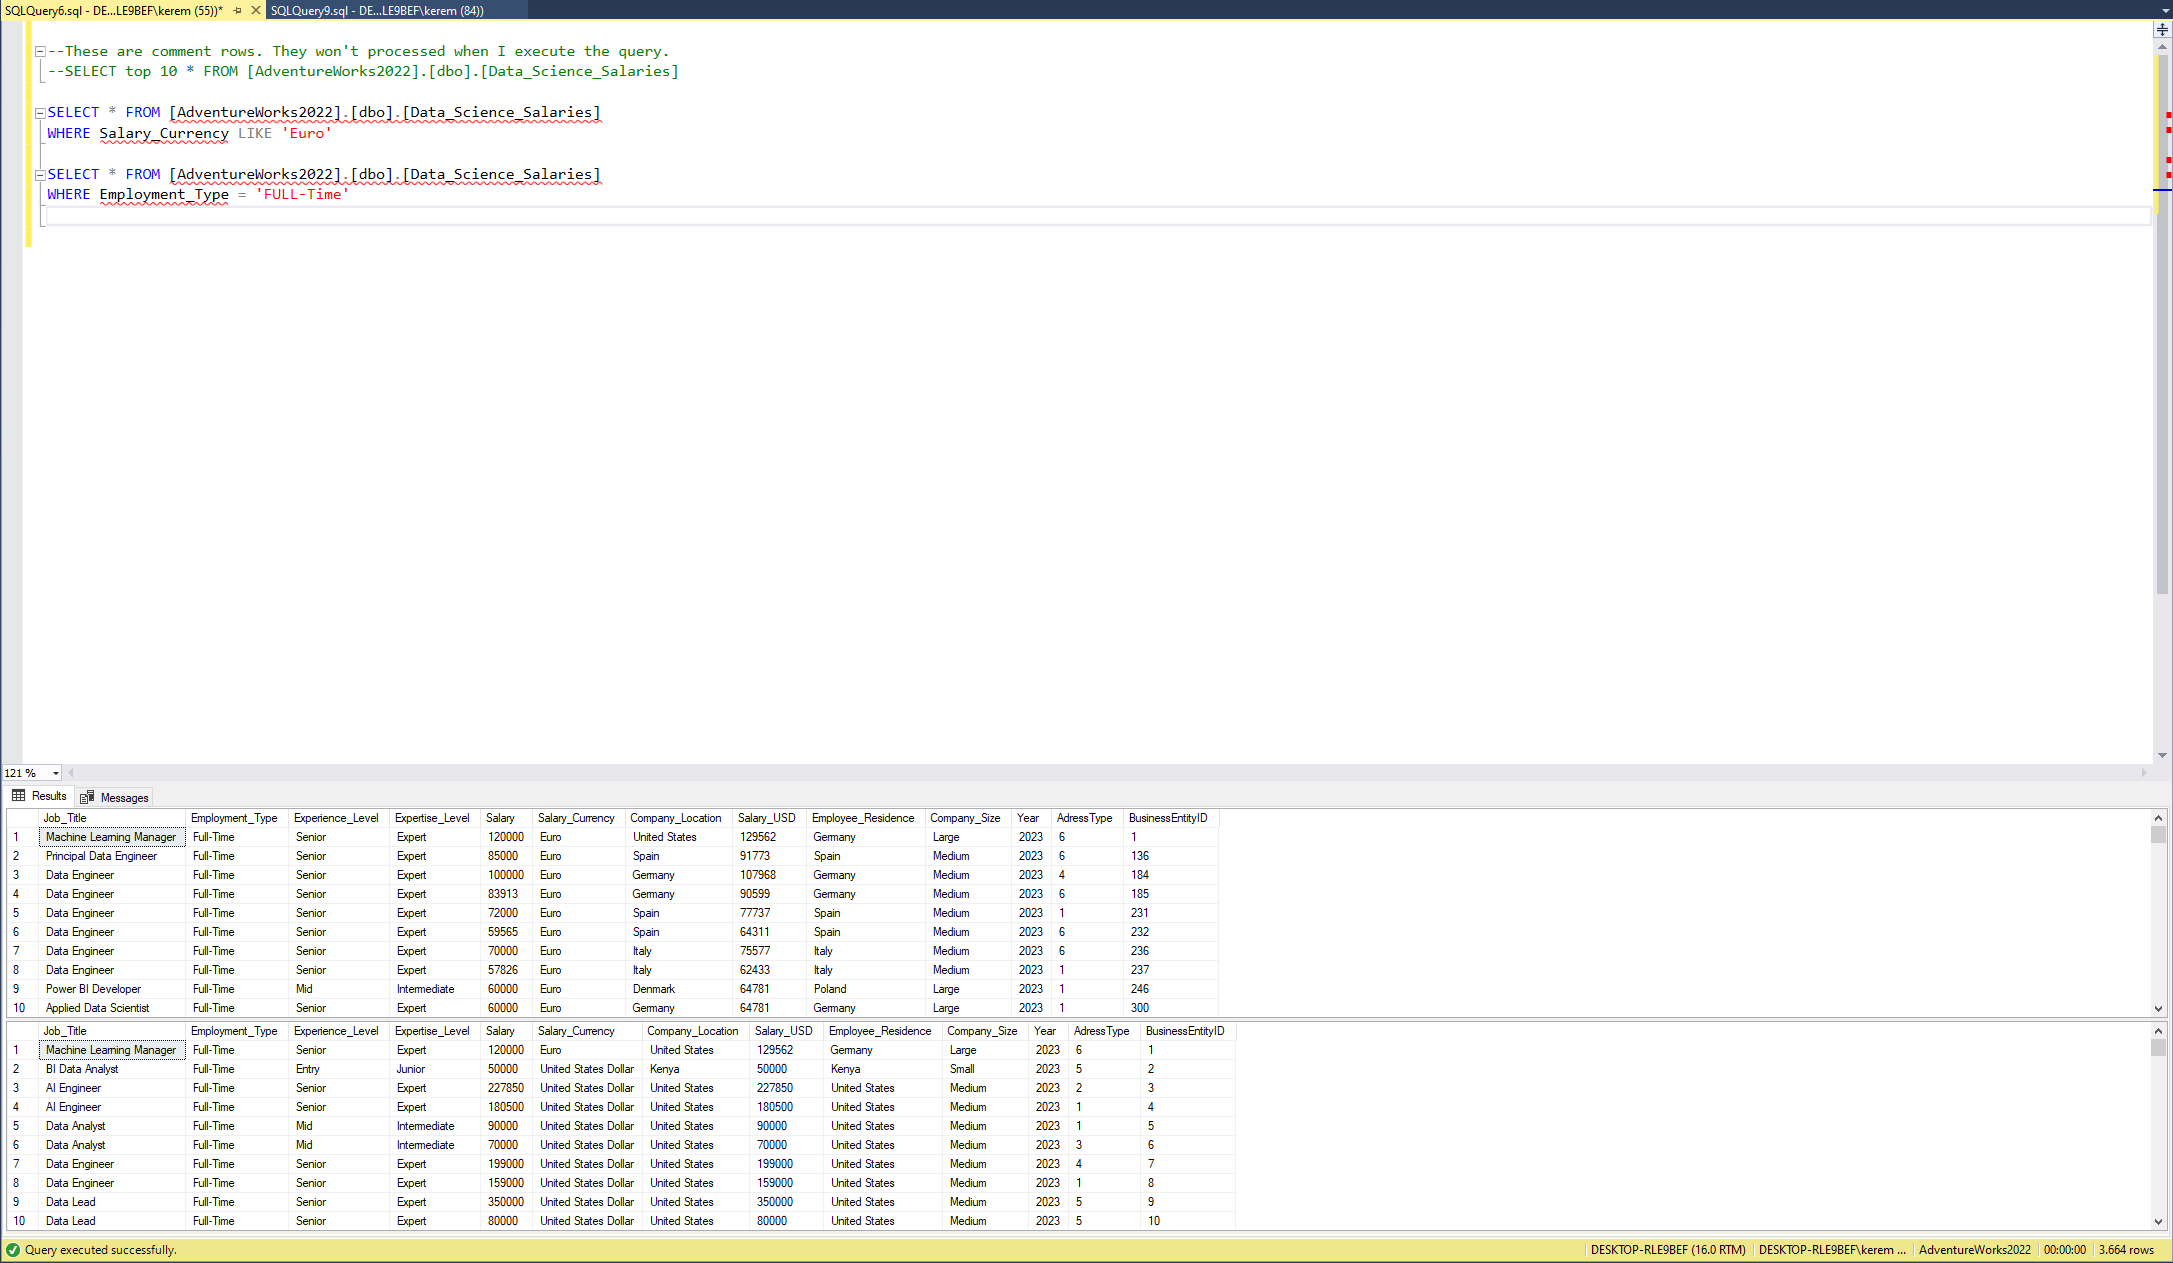 SQLQuery6.sql - DE...LE9BEF\kerem (55))* SQLQuery9.sql - DE...LE9BEF\kerem (84))
--These are comment rows. They won't processed when I execute the query.
--SELECT top 10 * FROM [AdventureWorks2022].[dbo].[Data_Science_Salaries]
SELECT * FROM [AdventureWorks2022].[dbo].[Data_Science_Salaries]
WHERE Salary_Currency LIKE 'Euro'
SELECT * FROM [AdventureWorks2022].[dbo].[Data_Science_Salaries]
WHERE Employment_Type = 'FULL-Time'
121 %
Results Messages
Job_Title Employment_Type Experience_Level Expertise_Level Salary Salary_Currency Company_Location Salary_USD Employee_Residence Company_Size Year AdressType BusinessEntityID
1 Machine Learning Manager Full-Time Senior Expert 120000 Euro United States 129562 Germany Large 2023 6 1
2 Principal Data Engineer Full-Time Senior Expert 85000 Euro Spain 91773 Spain Medium 2023 6 136
3 Data Engineer Full-Time Senior Expert 100000 Euro Germany 107968 Germany Medium 2023 4 184
4 Data Engineer Full-Time Senior Expert 83913 Euro Germany 90599 Germany Medium 2023 6 185
5 Data Engineer Full-Time Senior Expert 72000 Euro Spain 77737 Spain Medium 2023 1 231
6 Data Engineer Full-Time Senior Expert 59565 Euro Spain 64311 Spain Medium 2023 6 232
7 Data Engineer Full-Time Senior Expert 70000 Euro Italy 75577 Italy Medium 2023 6 236
8 Data Engineer Full-Time Senior Expert 57826 Euro Italy 62433 Italy Medium 2023 1 237
9 Power BI Developer Full-Time Mid Intermediate 60000 Euro Denmark 64781 Poland Large 2023 1 246
10 Applied Data Scientist Full-Time Senior Expert 60000 Euro Germany 64781 Germany Large 2023 1 300
Job_Title Employment_Type Experience_Level Expertise_Level Salary Salary_Currency Company_Location Salary_USD Employee_Residence Company_Size Year AdressType BusinessEntityID
1 Machine Learning Manager Full-Time Senior Expert 120000 Euro United States 129562 Germany Large 2023 6 1
2 BI Data Analyst Full-Time Entry Junior 50000 United States Dollar Kenya 50000 Kenya Small 2023 5 2
3 AI Engineer Full-Time Senior Expert 227850 United States Dollar United States 227850 United States Medium 2023 2 3
4 AI Engineer Full-Time Senior Expert 180500 United States Dollar United States 180500 United States Medium 2023 1 4
5 Data Analyst Full-Time Mid Intermediate 90000 United States Dollar United States 90000 United States Medium 2023 1 5
6 Data Analyst Full-Time Mid Intermediate 70000 United States Dollar United States 70000 United States Medium 2023 3 6
7 Data Engineer Full-Time Senior Expert 199000 United States Dollar United States 199000 United States Medium 2023 4 7
8 Data Engineer Full-Time Senior Expert 159000 United States Dollar United States 159000 United States Medium 2023 1 8
9 Data Lead Full-Time Senior Expert 350000 United States Dollar United States 350000 United States Medium 2023 5 9
10 Data Lead Full-Time Senior Expert 80000 United States Dollar United States 80000 United States Medium 2023 5 10
Query executed successfully. DESKTOP-RLE9BEF (16.0 RTM) DESKTOP-RLE9BEF\kerem ... AdventureWorks2022 00:00:00 3.664 rows